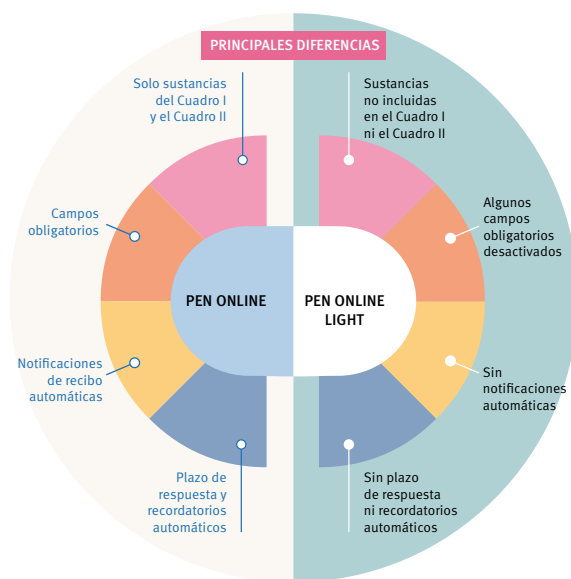 PRINCIPALES DIFERENCIAS
Solo sustancias
del Cuadro I
y el Cuadro II
Sustancias
no incluidas
en el Cuadro I
ni el Cuadro II
Campos
obligatorios
Algunos
campos
obligatorios
desactivados
PEN ONLINE
PEN ONLINE
LIGHT
Notificaciones
de recibo
automáticas
Sin
notificaciones
automáticas
Plazo de
respuesta y
recordatorios
automáticos
Sin plazo
de respuesta
ni recordatorios
automáticos